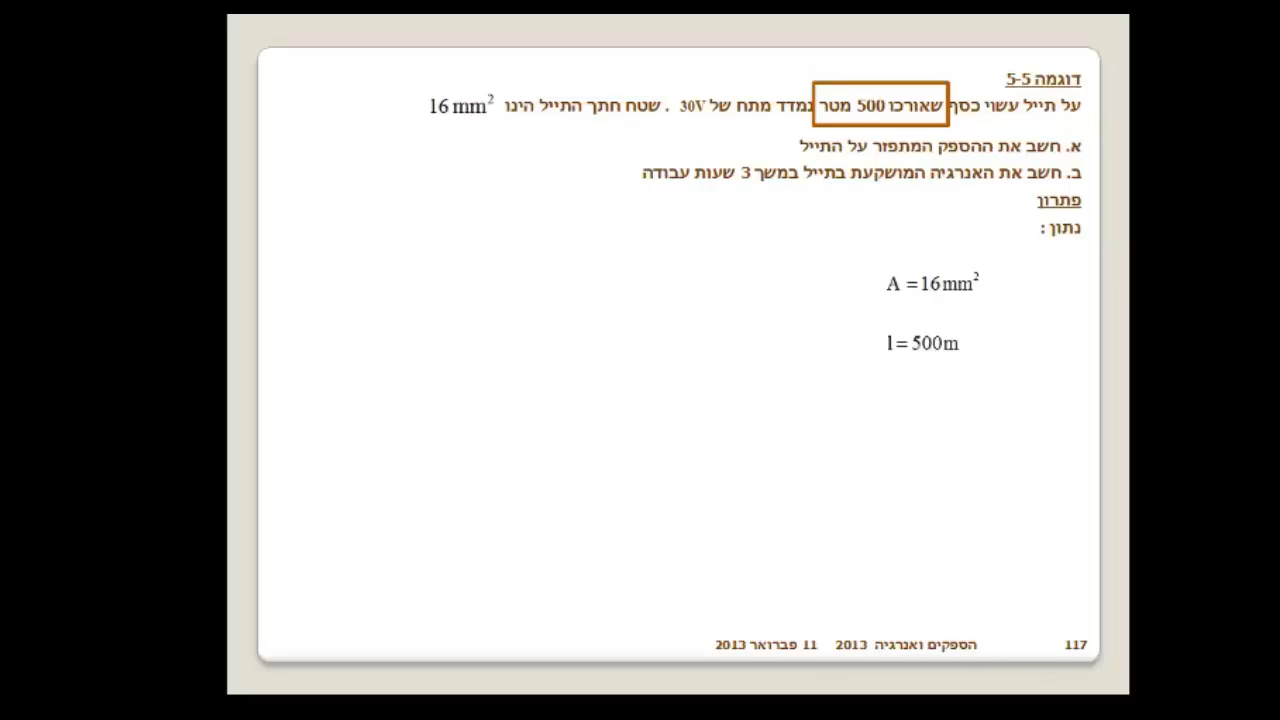 דוגמה 5-5
על תייל עשוי כסף שאורכו 500 מטר נמדד מתח של 30V . שטח חתך התייל הינו 16 mm²
א. חשב את ההספק המתפזר על התייל
ב. חשב את האנרגיה המושקעת בתייל במשך 3 שעות עבודה
פתרון
נתון :
A = 16 mm²
l = 500m
117 הספקים ואנרגיה 2013 11 פברואר 2013